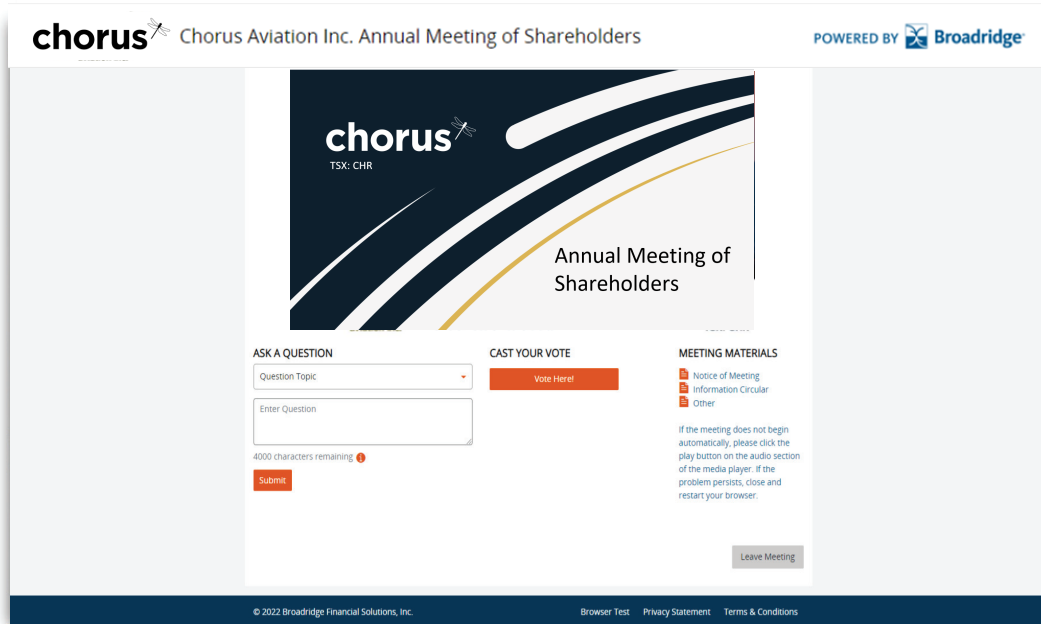 chorus Chorus Aviation Inc. Annual Meeting of Shareholders
POWERED BY Broadridge
chorus
TSX: CHR
Annual Meeting of
Shareholders
ASK A QUESTION
Question Topic
Enter Question
4000 characters remaining
Submit
CAST YOUR VOTE
Vote Here!
MEETING MATERIALS
Notice of Meeting
Information Circular
Other
If the meeting does not begin
automatically, please click the
play button on the audio section
of the media player. If the
problem persists, close and
restart your browser.
Leave Meeting
© 2022 Broadridge Financial Solutions, Inc.
Browser Test Privacy Statement Terms & Conditions